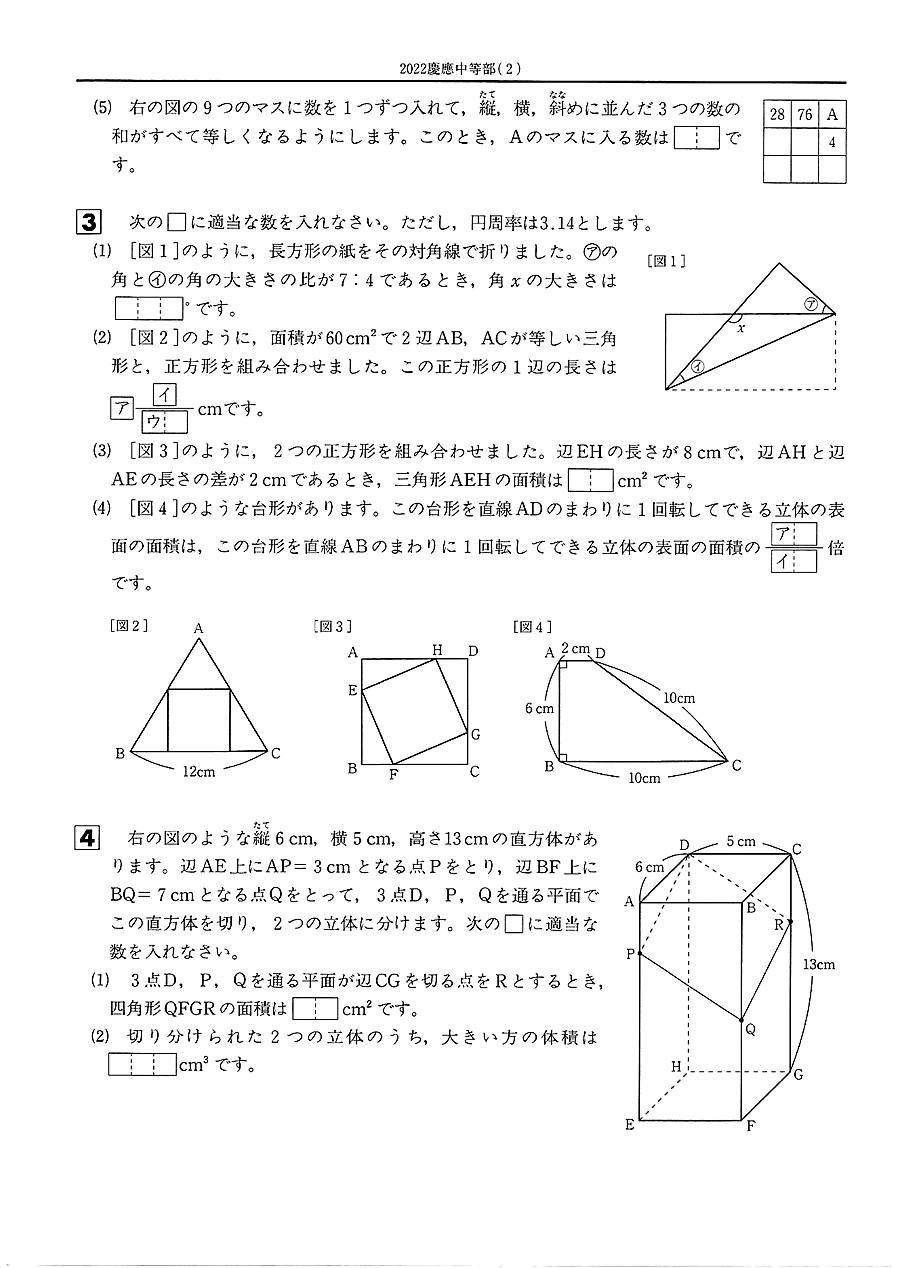 2022慶應中等部(2)
(5) 右の図の9つのマスに数を1つずつ入れて，縦，横，斜めに並んだ3つの数の
たて
なな
和がすべて等しくなるようにします。このとき，Aのマスに入る数は□で
す。
28 76 A
4
3 次の□に適当な数を入れなさい。ただし，円周率は3.14とします。
(1) [図1]のように，長方形の紙をその対角線で折りました。㋐の
角と㋑の角の大きさの比が7：4であるとき，角xの大きさは
□°です。
[図1]
㋐
x
㋑
(2) [図2]のように，面積が60cm²で2辺AB，ACが等しい三角
形と，正方形を組み合わせました。この正方形の1辺の長さは
ア イ/ウ cmです。
(3) [図3]のように，2つの正方形を組み合わせました。辺EHの長さが8cmで，辺AHと辺
AEの長さの差が2cmであるとき，三角形AEHの面積は□cm²です。
(4) [図4]のような台形があります。この台形を直線ADのまわりに1回転してできる立体の表
面の面積は，この台形を直線ABのまわりに1回転してできる立体の表面の面積の ア/イ 倍
です。
[図2]
A
B
C
12cm
[図3]
A H D
E
G
B F C
[図4]
A 2cm D
6cm
10cm
B
C
10cm
4 右の図のような縦6cm，横5cm，高さ13cmの直方体があ
たて
ります。辺AE上にAP＝3cmとなる点Pをとり，辺BF上に
BQ＝7cmとなる点Qをとって，3点D，P，Qを通る平面で
この直方体を切り，2つの立体に分けます。次の□に適当な
数を入れなさい。
(1) 3点D，P，Qを通る平面が辺CGを切る点をRとするとき，
四角形QFGRの面積は□cm²です。
(2) 切り分けられた2つの立体のうち，大きい方の体積は
□cm³です。
D 5cm C
6cm
A
B
R
P
13cm
Q
H
G
E
F